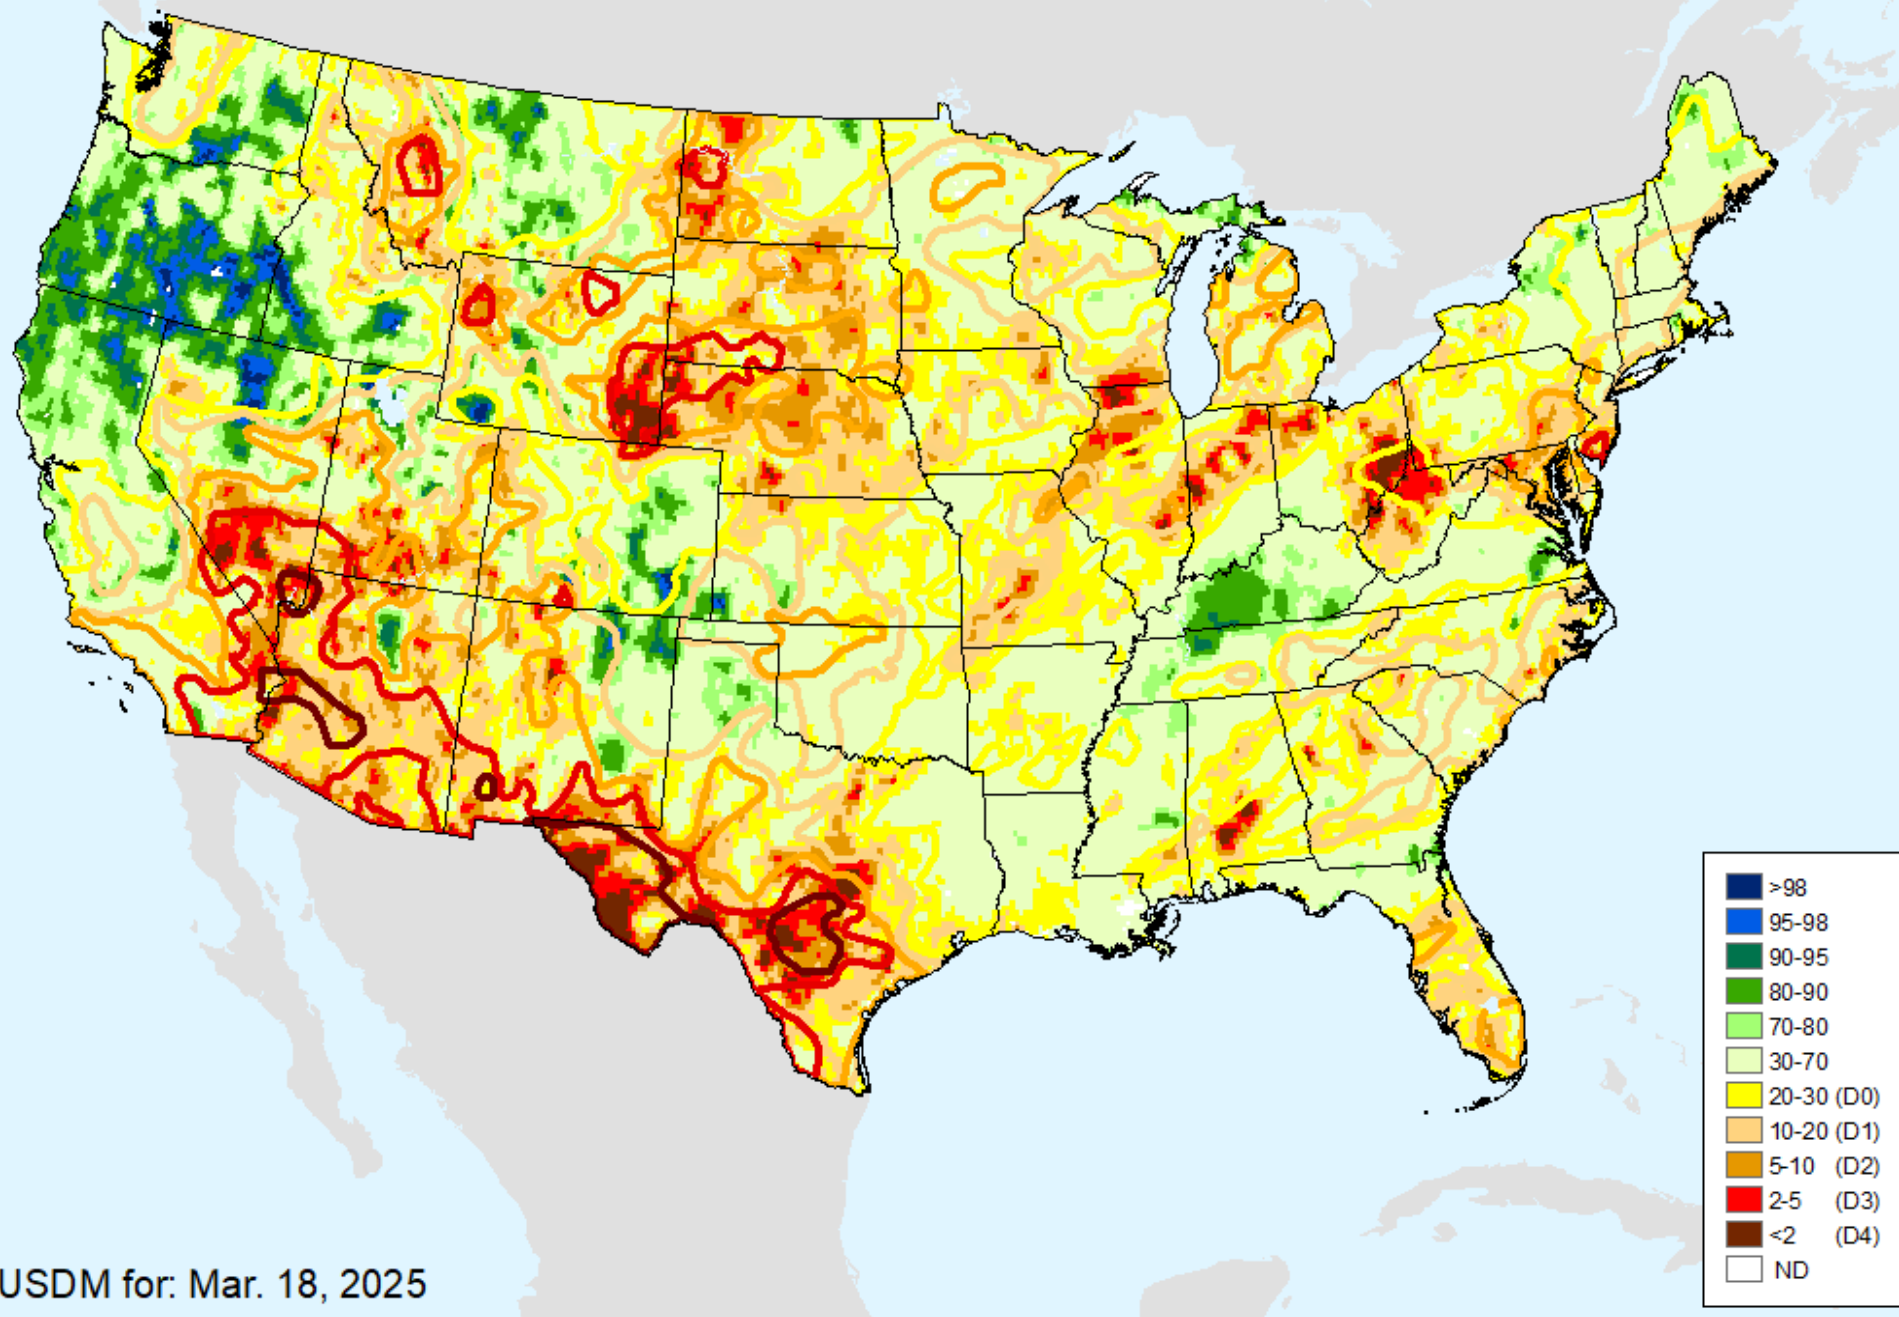 >98
95-98
90-95
80-90
70-80
30-70
20-30 (D0)
10-20 (D1)
5-10 (D2)
2-5 (D3)
<2 (D4)
ND
USDM for: Mar. 18, 2025